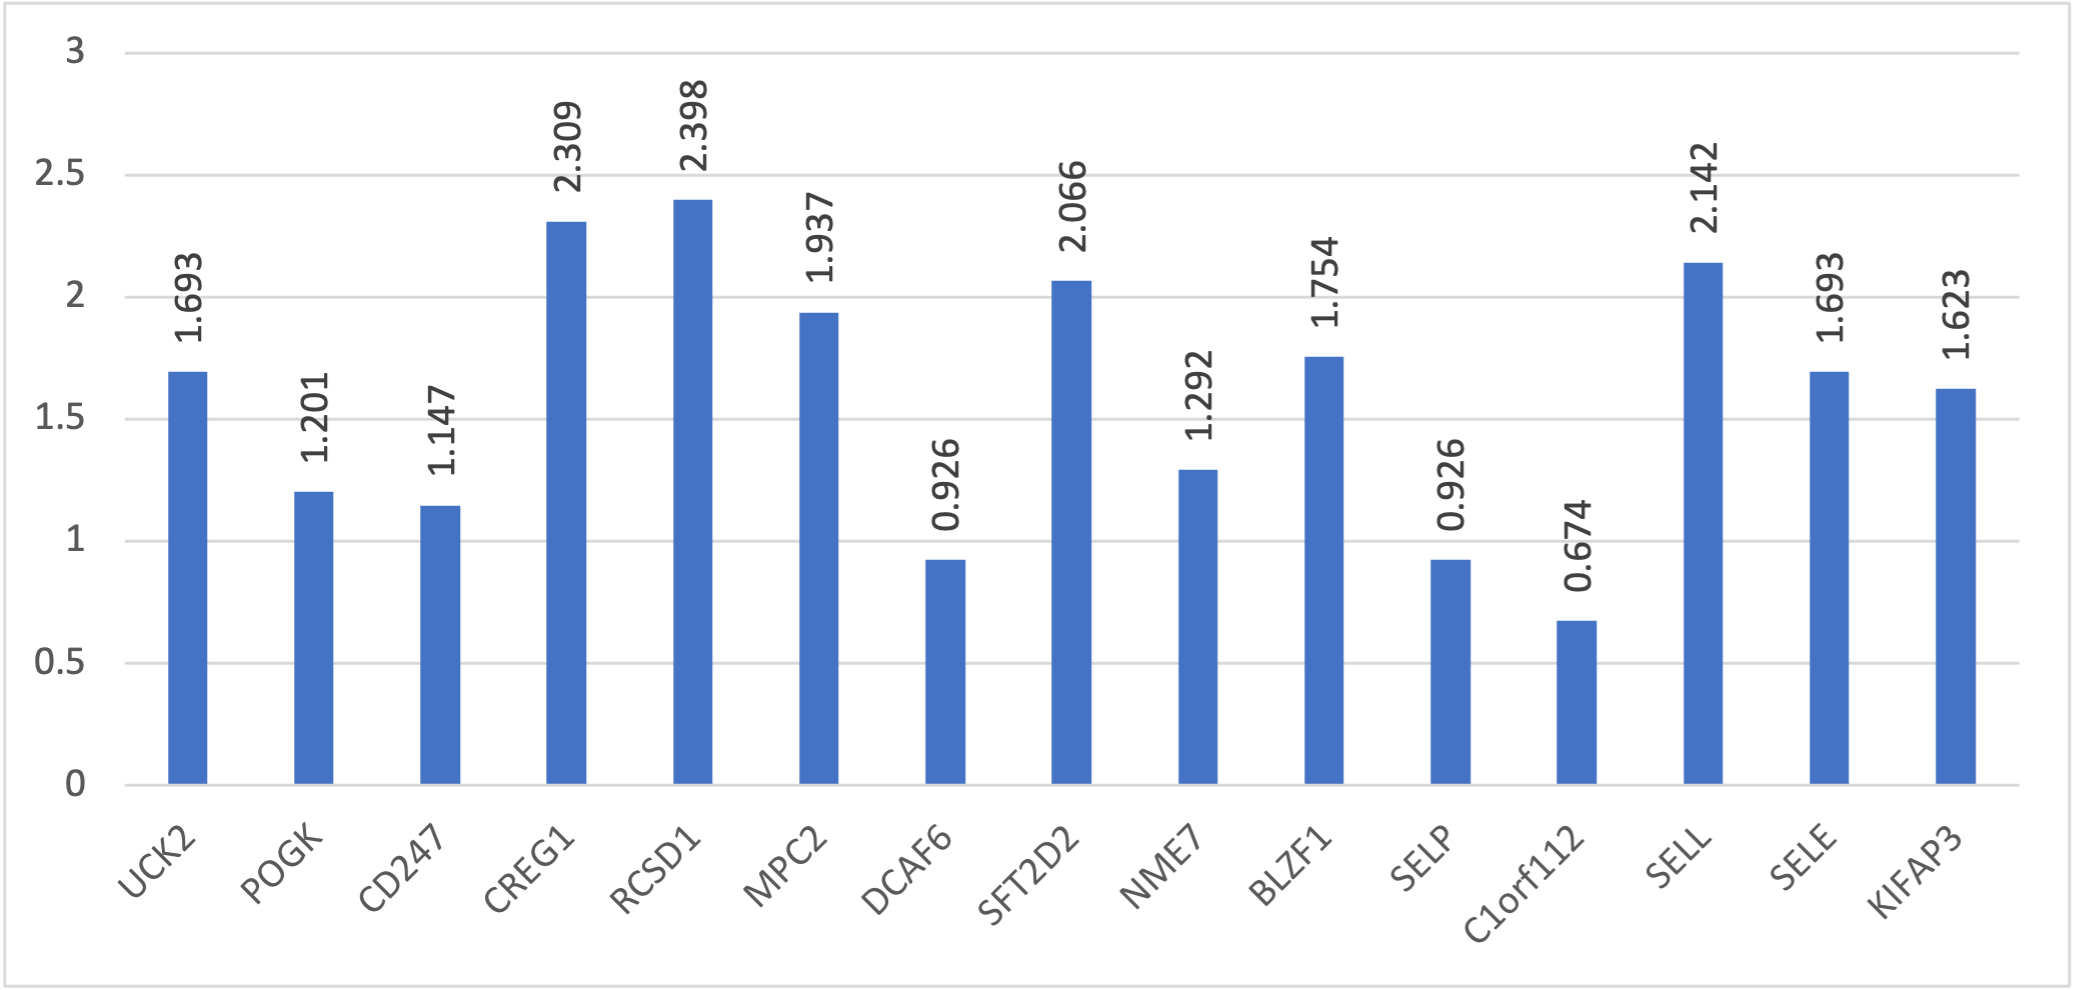 3
2.5
2
1.5
1
0.5
0
1.693
1.201
1.147
2.309
2.398
1.937
0.926
2.066
1.292
1.754
0.926
0.674
2.142
1.693
1.623
UCK2
POGK
CD247
CREG1
RCSD1
MPC2
DCAF6
SFT2D2
NME7
BLZF1
SELP
C1orf112
SELL
SELE
KIFAP3